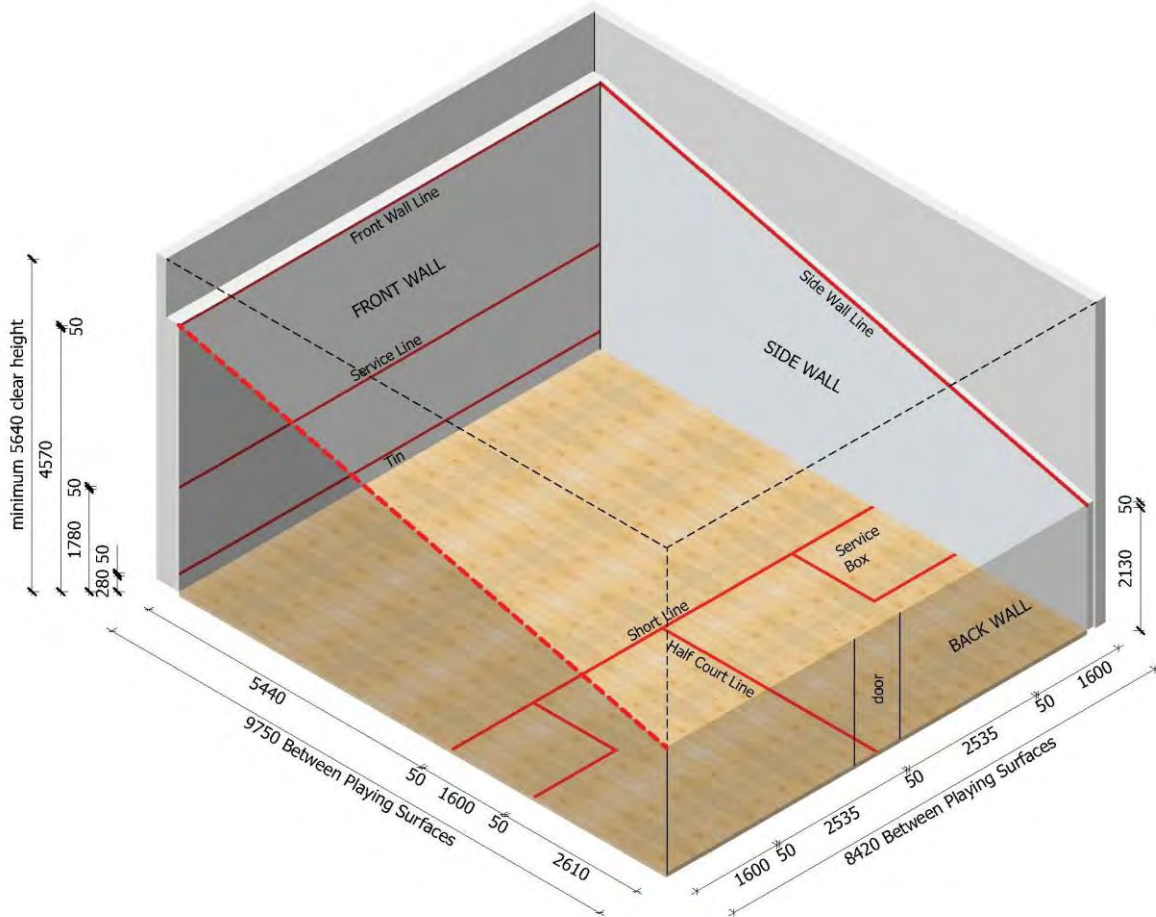 Front Wall Line
FRONT WALL
Service Line
Tin
Side Wall Line
SIDE WALL
Service
Box
Short Line
Half Court Line
door
BACK WALL
minimum 5640 clear height
4570
50
1780
50
280
50
50
2130
5440
50
1600
50
2610
9750 Between Playing Surfaces
1600
50
2535
50
2535
50
1600
8420 Between Playing Surfaces